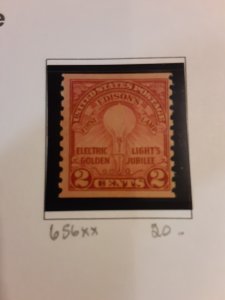 e
UNITED STATES POSTAGE
EDISON'S
FIRST LAMP
ELECTRIC LIGHT'S
GOLDEN JUBILEE
2 CENTS 2
656xx 20 -